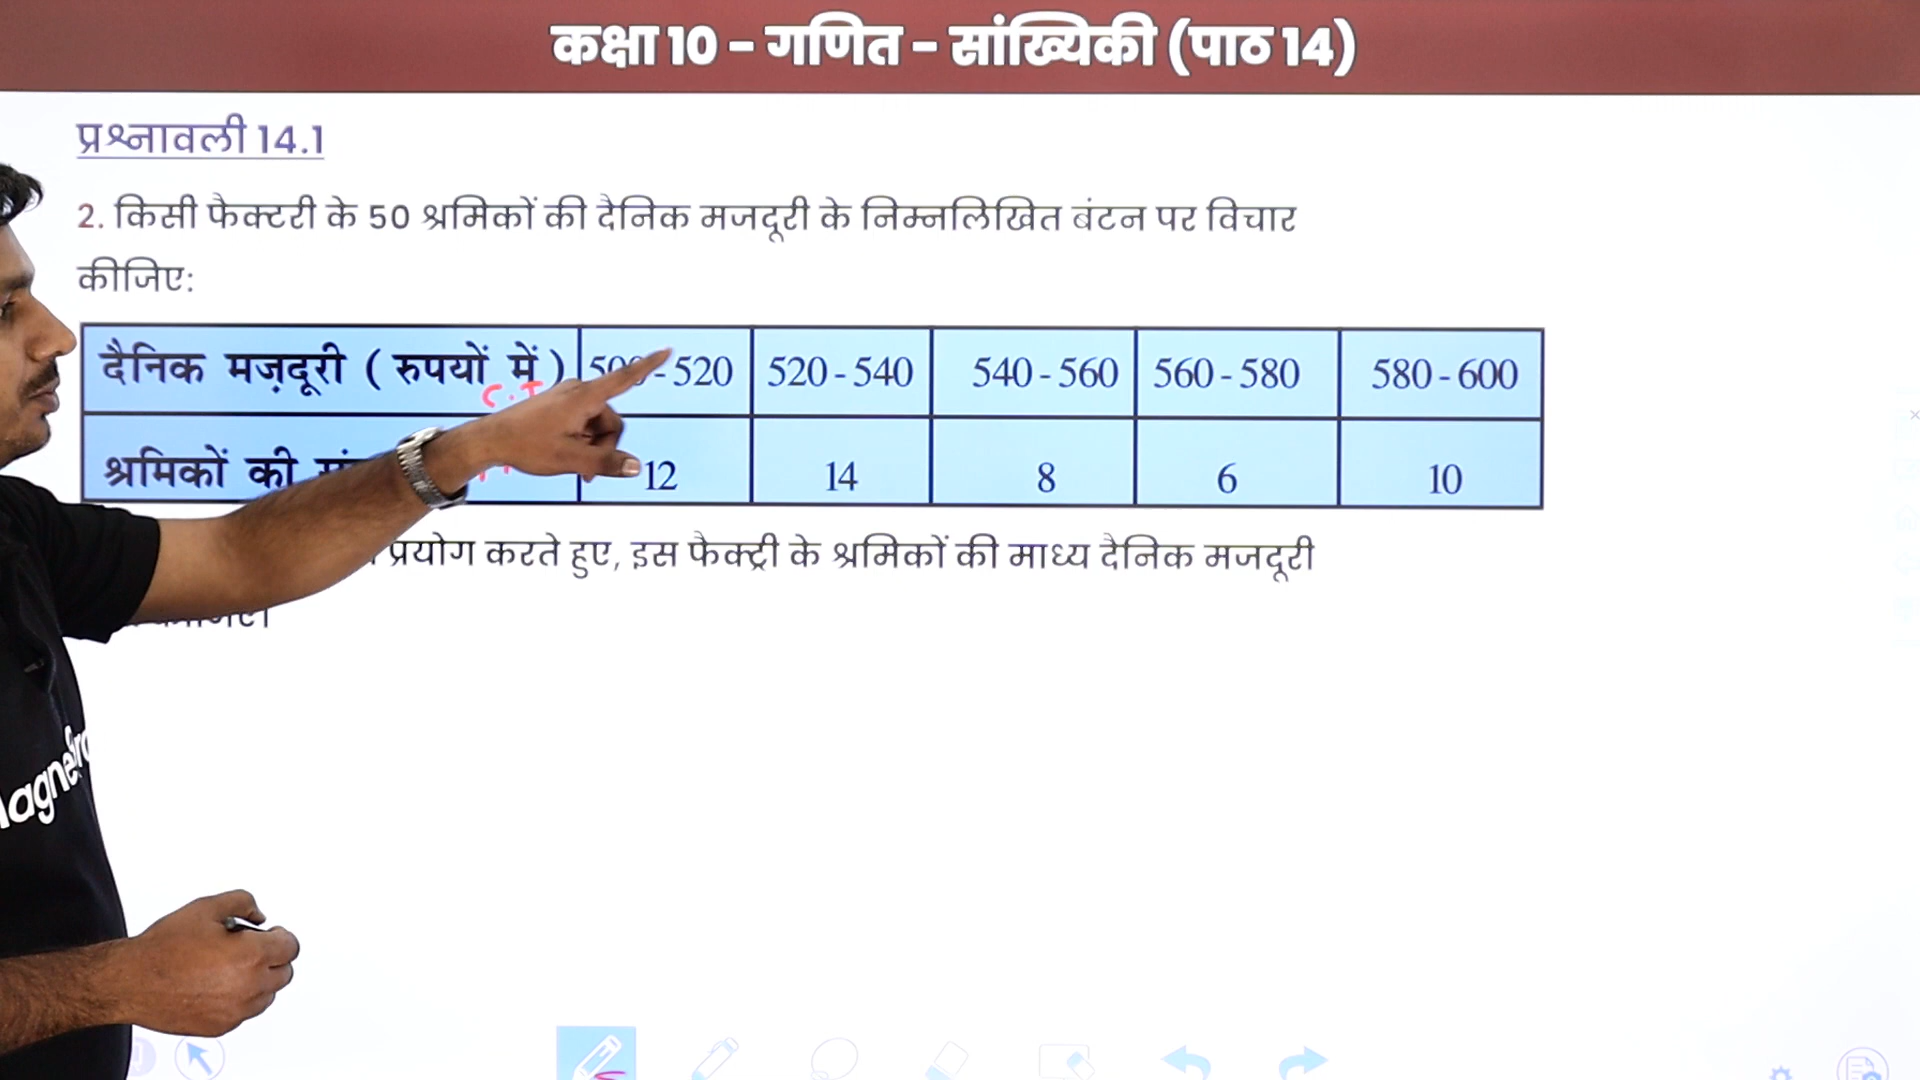 कक्षा 10 – गणित – सांख्यिकी (पाठ 14)
प्रश्नावली 14.1
2. किसी फैक्टरी के 50 श्रमिकों की दैनिक मजदूरी के निम्नलिखित बंटन पर विचार
कीजिए:
दैनिक मज़दूरी ( रुपयों में ) 520 520 - 540 540 - 560 560 - 580 580 - 600
C.I
श्रमिकों की 12 14 8 6 10
प्रयोग करते हुए, इस फैक्ट्री के श्रमिकों की माध्य दैनिक मजदूरी